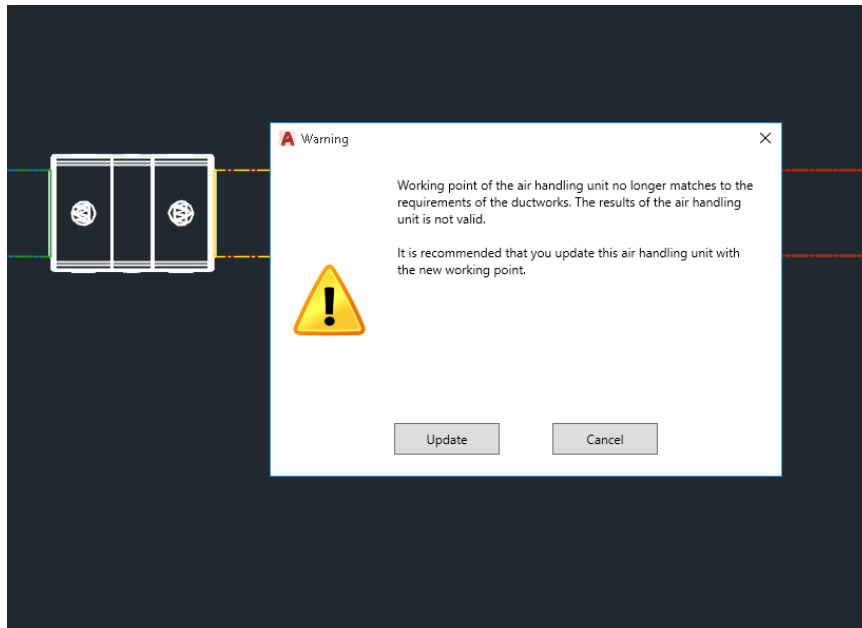 Warning
Working point of the air handling unit no longer matches to the
requirements of the ductworks. The results of the air handling
unit is not valid.
It is recommended that you update this air handling unit with
the new working point.
Update
Cancel